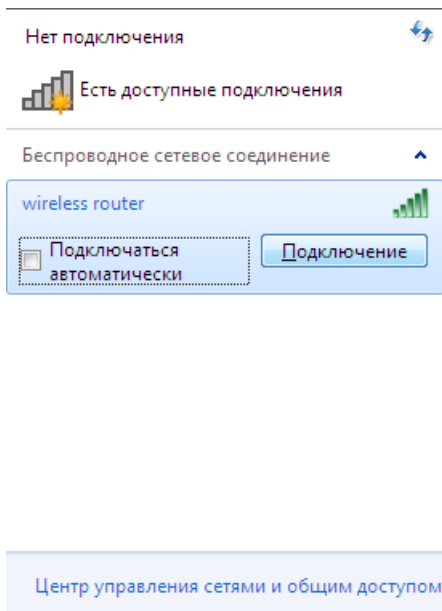 Нет подключения
Есть доступные подключения
Беспроводное сетевое соединение
wireless router
Подключаться
автоматически
Подключение
Центр управления сетями и общим доступом